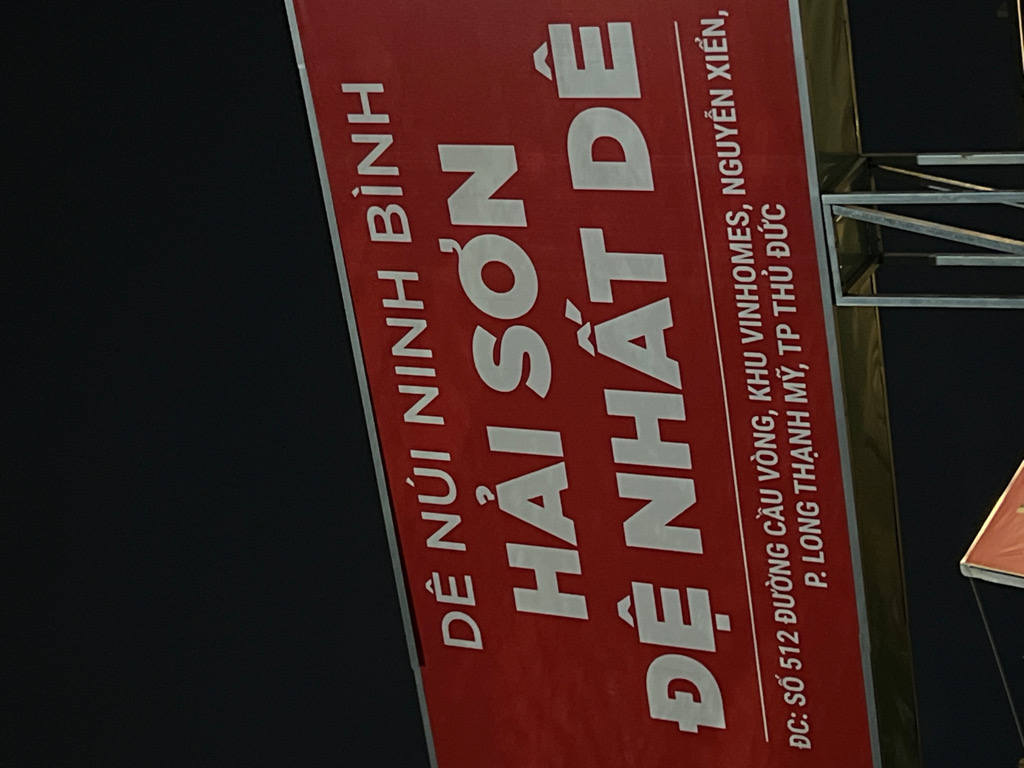 DÊ NÚI NINH BÌNH
HẢI SƠN
ĐỆ NHẤT DÊ
ĐC: SỐ 512 ĐƯỜNG CẦU VỒNG, KHU VINHOMES, NGUYỄN XIỂN,
P. LONG THẠNH MỸ, TP THỦ ĐỨC